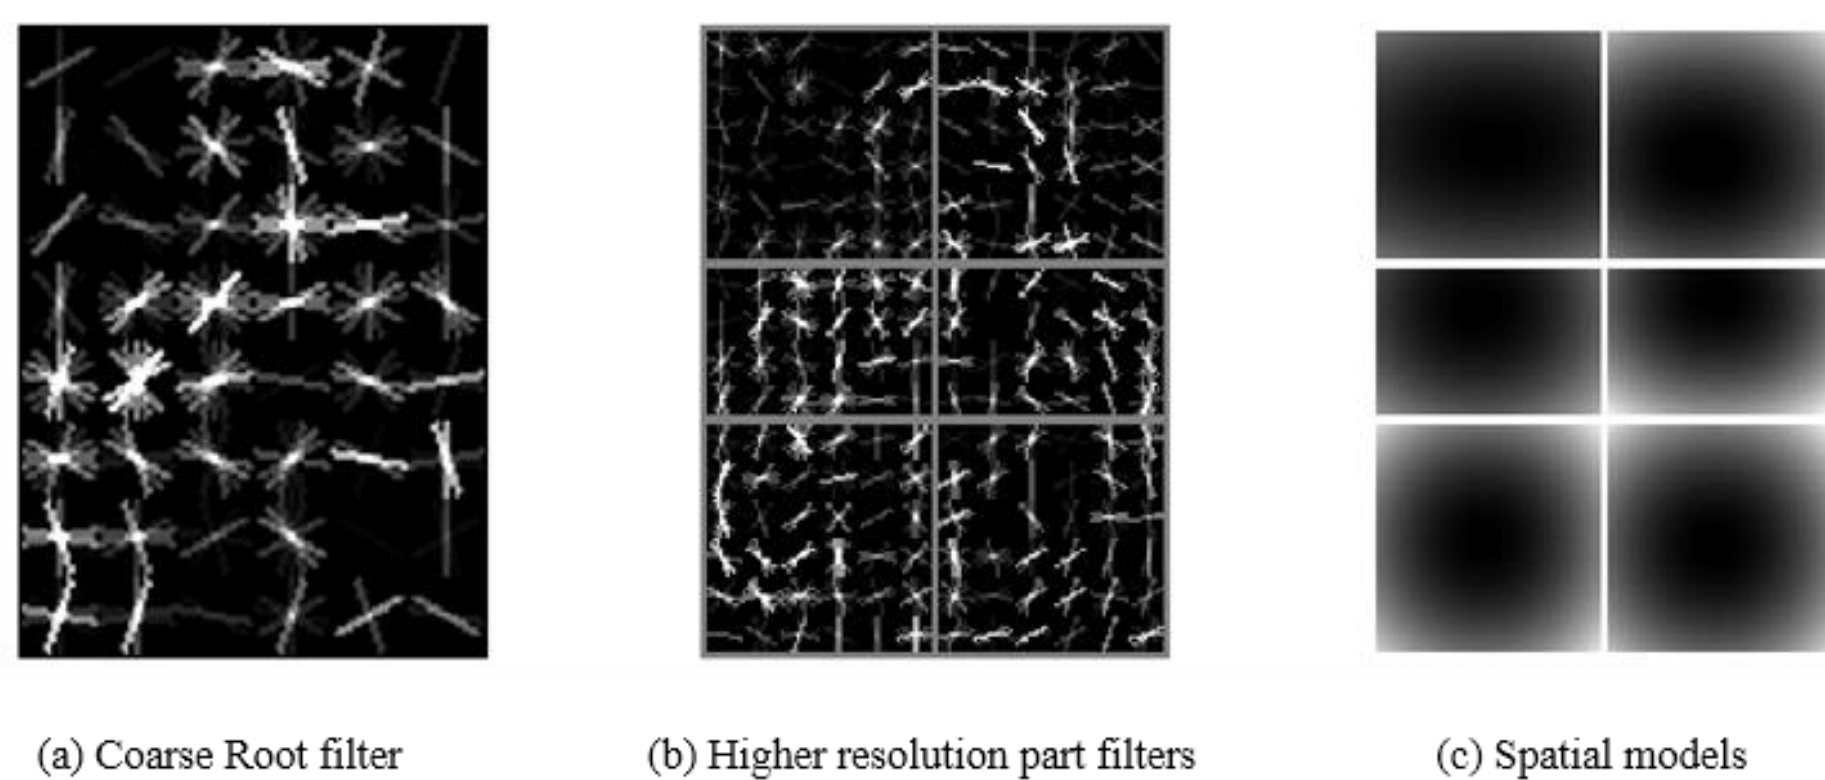 (a) Coarse Root filter
(b) Higher resolution part filters
(c) Spatial models